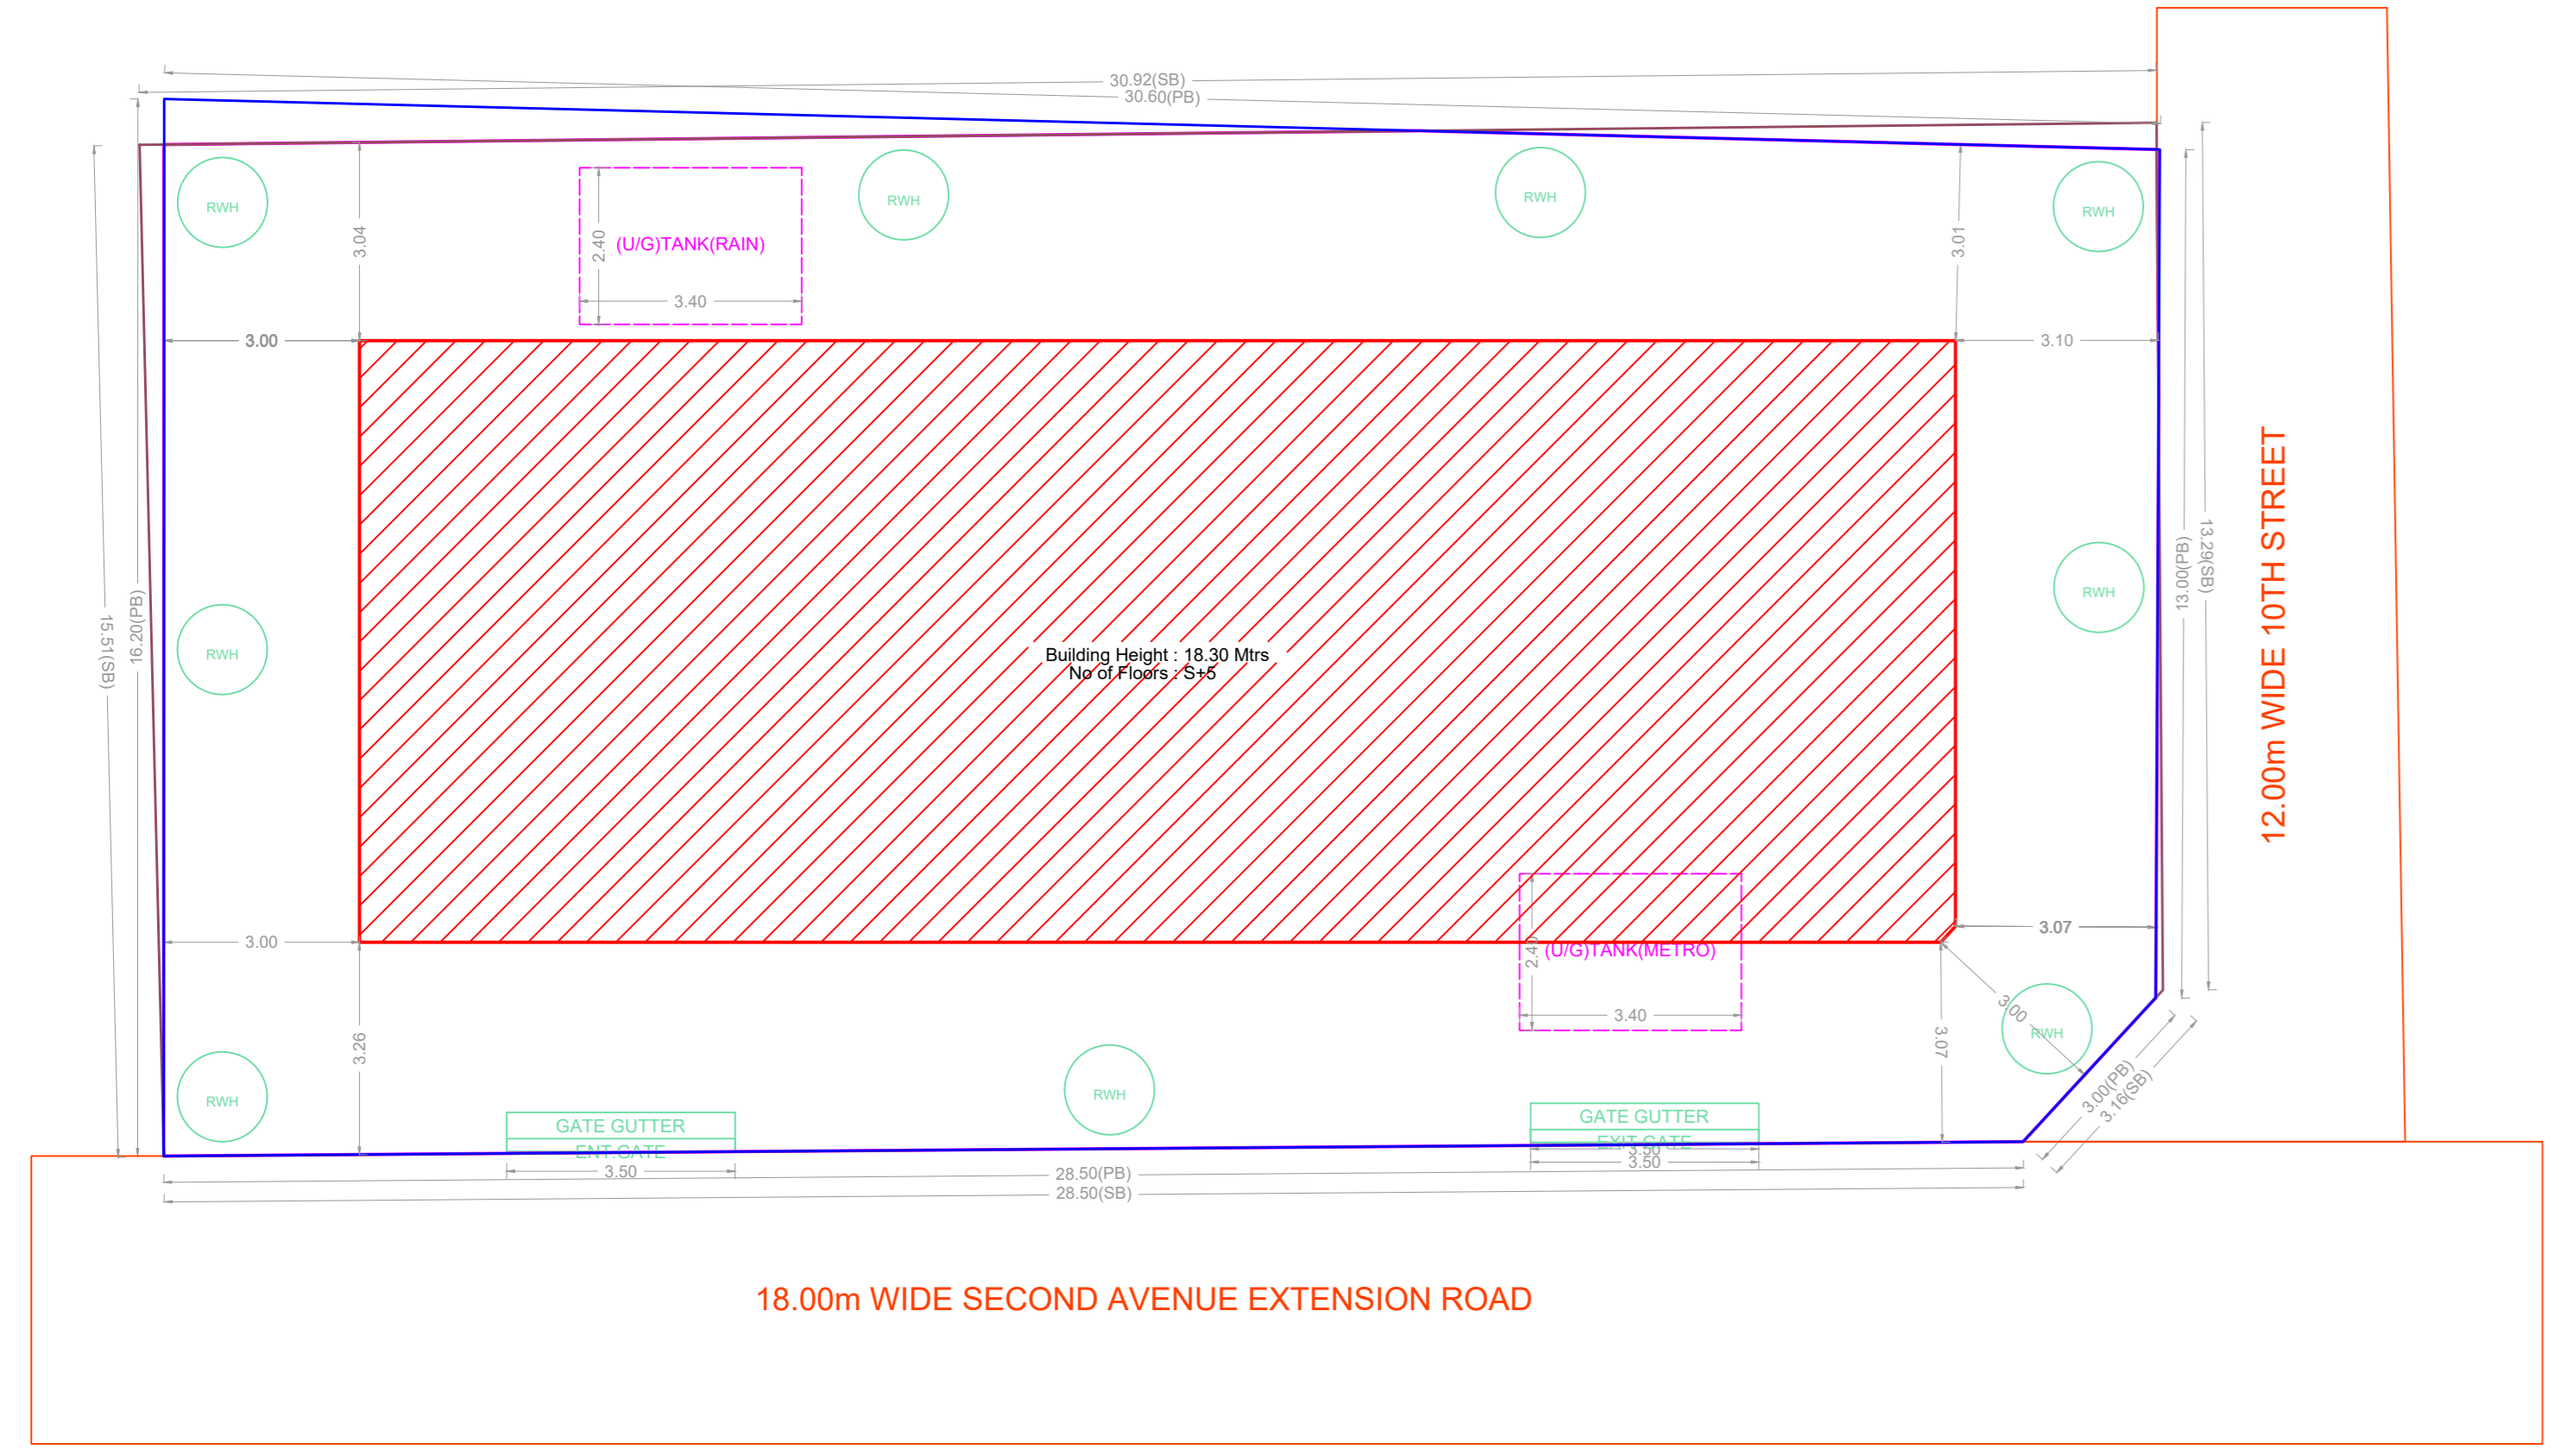 30.92(SB)
30.60(PB)
RWH
RWH
RWH
RWH
3.04
2.40
(U/G)TANK(RAIN)
3.40
3.01
3.00
3.10
15.51(SB)
16.20(PB)
13.00(PB)
13.29(SB)
12.00m WIDE 10TH STREET
RWH
RWH
Building Height : 18.30 Mtrs
No of Floors : S+5
3.00
3.07
2.40
(U/G)TANK(METRO)
3.40
3.00
RWH
3.26
3.07
RWH
RWH
3.00(PB)
3.16(SB)
GATE GUTTER
ENT.GATE
3.50
GATE GUTTER
EXIT GATE
3.50
3.50
28.50(PB)
28.50(SB)
18.00m WIDE SECOND AVENUE EXTENSION ROAD